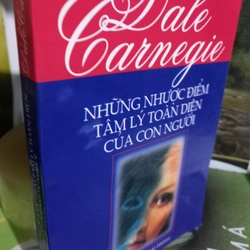 Dale
Carnegie
NHỮNG NHƯỢC ĐIỂM
TÂM LÝ TOÀN DIỆN
CỦA CON NGƯỜI